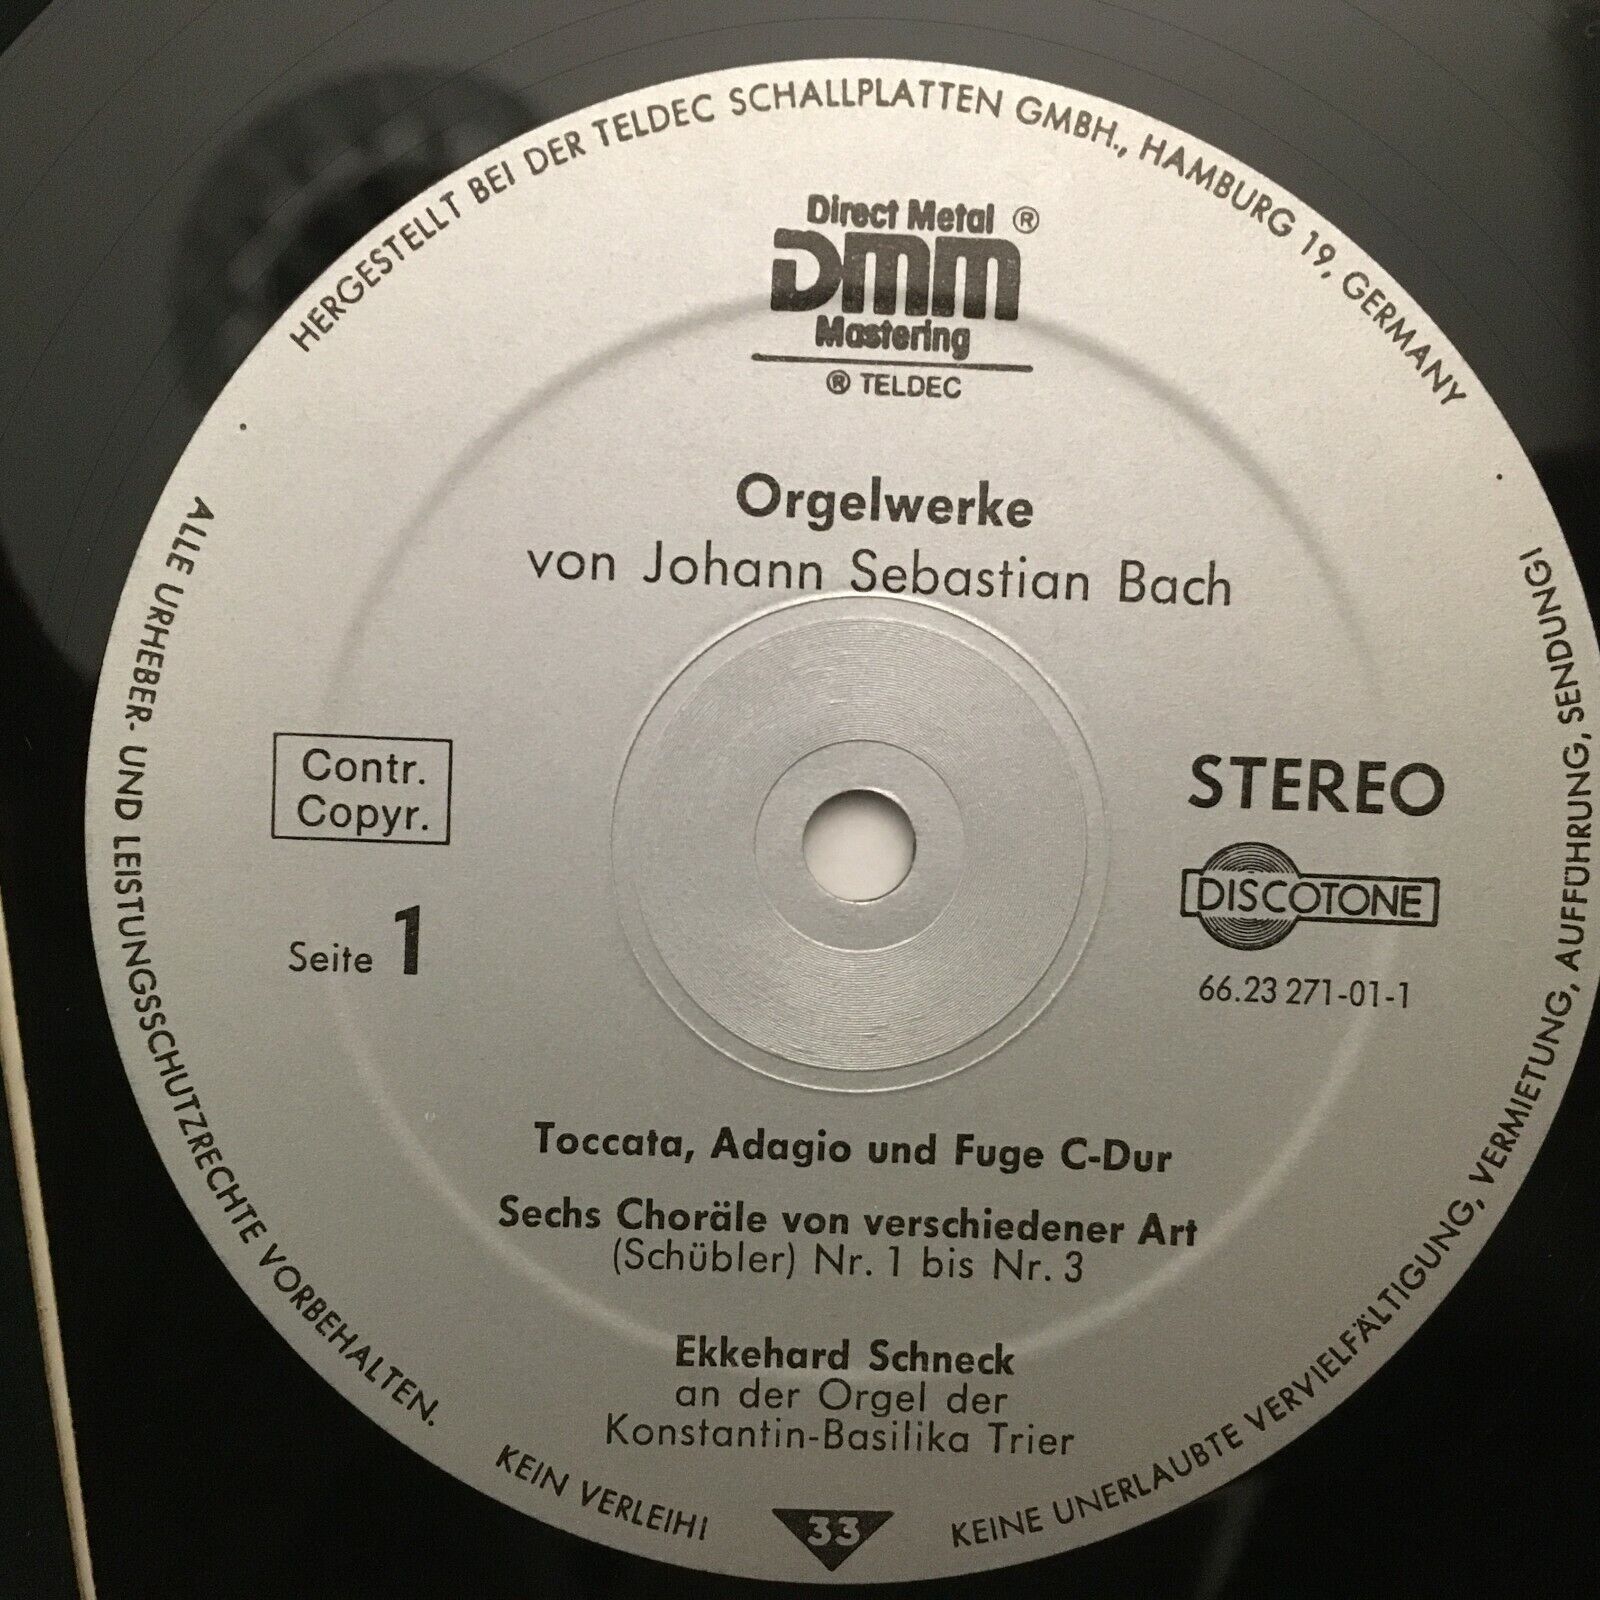 HERGESTELLT BEI DER TELDEC SCHALLPLATTEN GMBH., HAMBURG 19, GERMANY
Direct Metal ®
DMM
Mastering
® TELDEC
Orgelwerke
von Johann Sebastian Bach
Contr.
Copyr.
Seite 1
STEREO
DISCOTONE
66.23 271-01-1
Toccata, Adagio und Fuge C-Dur
Sechs Choräle von verschiedener Art
(Schübler) Nr. 1 bis Nr. 3
Ekkehard Schneck
an der Orgel der
Konstantin-Basilika Trier
ALLE URHEBER- UND LEISTUNGSSCHUTZRECHTE VORBEHALTEN.
KEIN VERLEIH!
33
KEINE UNERLAUBTE VERVIELFÄLTIGUNG, VERMIETUNG, AUFFÜHRUNG, SENDUNG!